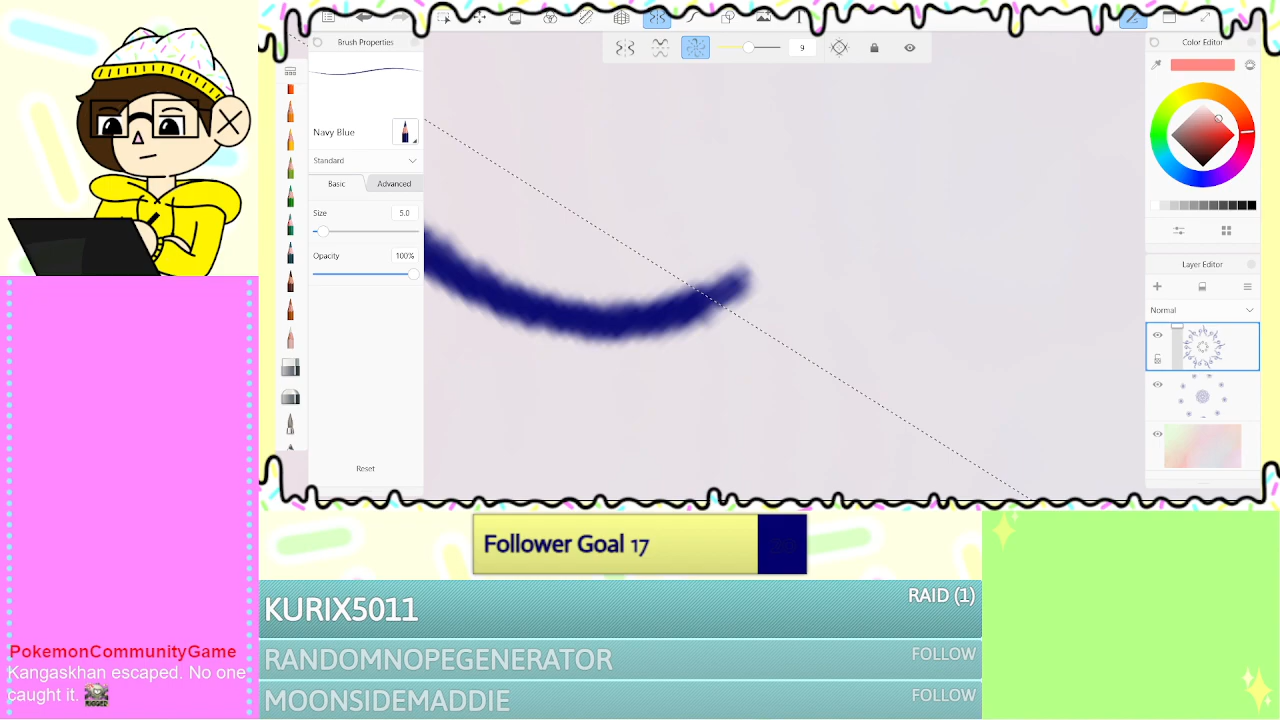 Brush Properties
Navy Blue
Standard
Basic
Advanced
Size
5.0
Opacity
100%
Reset
9
Color Editor
Layer Editor
Normal
Follower Goal 17
KURIX5011
RAID (1)
RANDOMNOPEGENERATOR
FOLLOW
MOONSIDEMADDIE
FOLLOW
PokemonCommunityGame
Kangaskhan escaped. No one
caught it.